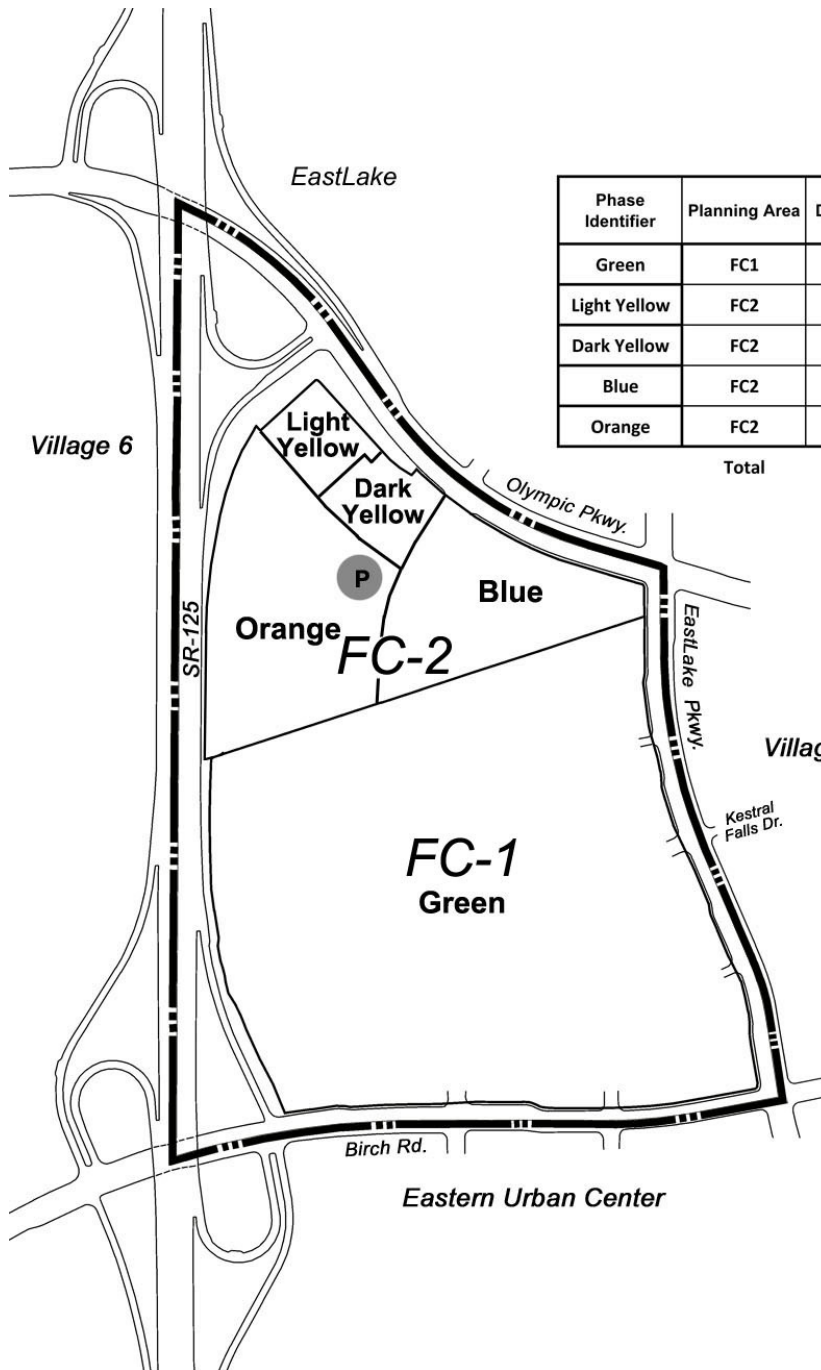 EastLake
Phase
Identifier
Planning Area
D
Green
FC1
Light Yellow
FC2
Dark Yellow
FC2
Blue
FC2
Orange
FC2
Total
Village 6
Light
Yellow
Dark
Yellow
Olympic Pkwy.
P
Blue
Orange
FC-2
SR-125
EastLake Pkwy.
Villag
Kestral
Falls Dr.
FC-1
Green
Birch Rd.
Eastern Urban Center